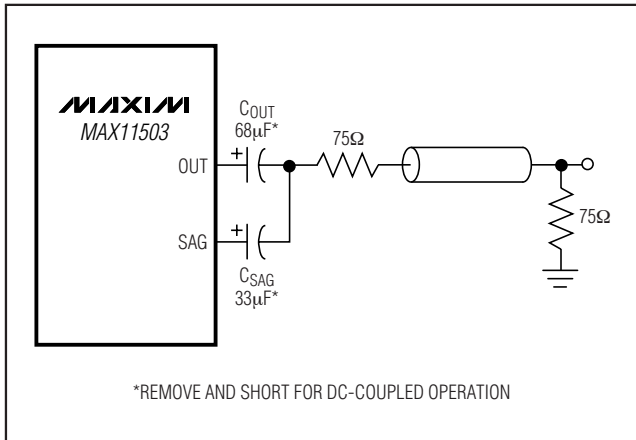 MAXIM
MAX11503
OUT
SAG
+
COUT
68µF*
+
CSAG
33µF*
75Ω
75Ω
*REMOVE AND SHORT FOR DC-COUPLED OPERATION